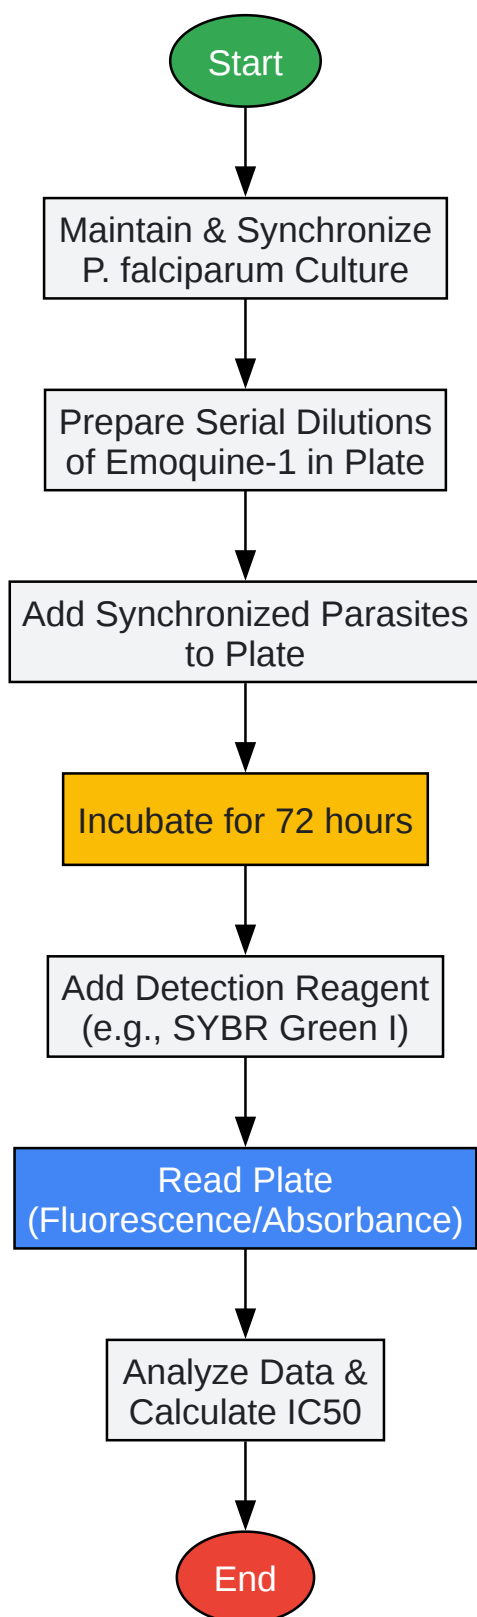 Start
Maintain & Synchronize
P. falciparum Culture
Prepare Serial Dilutions
of Emoquine-1 in Plate
Add Synchronized Parasites
to Plate
Incubate for 72 hours
Add Detection Reagent
(e.g., SYBR Green I)
Read Plate
(Fluorescence/Absorbance)
Analyze Data &
Calculate IC50
End